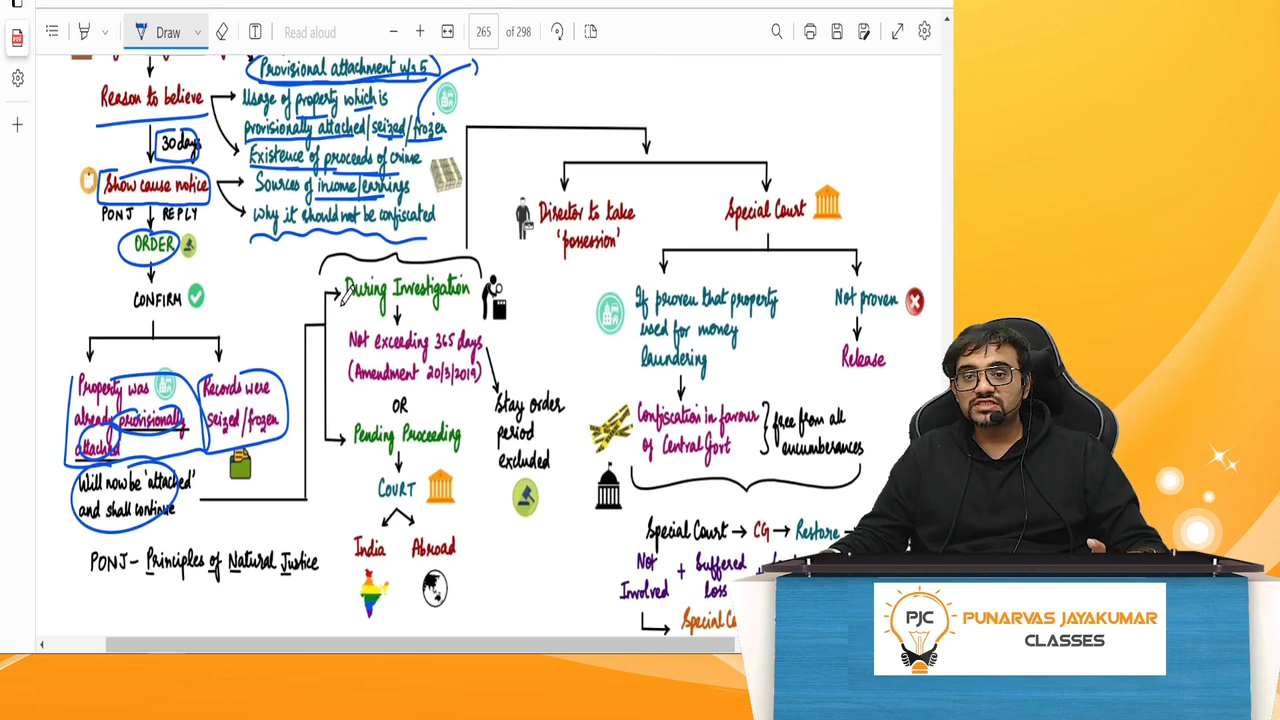 Draw
Read aloud
265
of 298
Provisional attachment u/s 5
Reason to believe
Usage of property which is
provisionally attached/seized/frozen
30 days
Existence of proceeds of crime
Show cause notice
Sources of income/earnings
PONJ
REPLY
Why it should not be confiscated
ORDER
CONFIRM
Property was
already provisionally
attached
Records were
seized/frozen
Will now be 'attached'
and shall continue
PONJ - Principles of Natural Justice
During Investigation
Not exceeding 365 days
(Amendment 20/3/2019)
OR
Pending Proceeding
COURT
India
Abroad
Stay order
period
excluded
Director to take
'possession'
Special Court
If proven that property
used for money
laundering
Not proven
Release
Confiscation in favour
of Central Govt
free from all
encumberances
Special Court → CG → Restore
Not
Involved
+
Suffered
loss
Special
PJC
PUNARVAS JAYAKUMAR
CLASSES